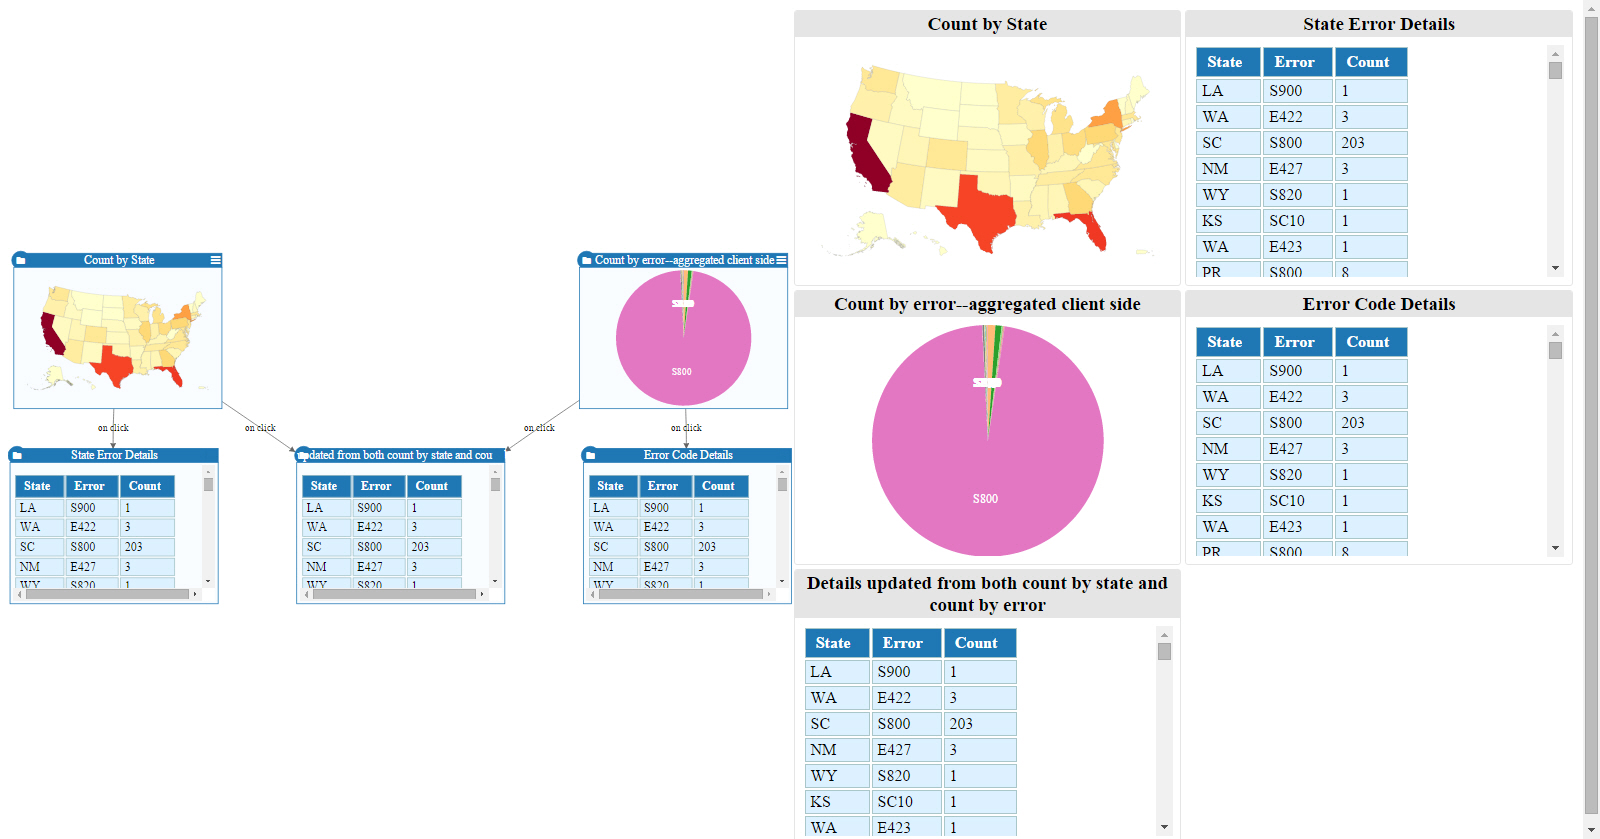 Count by State
Count by error--aggregated client side
S800
on click
on click
on click
on click
State Error Details
State Error Count
LA S900 1
WA E422 3
SC S800 203
NM E427 3
WY S820 1
updated from both count by state and cou
State Error Count
LA S900 1
WA E422 3
SC S800 203
NM E427 3
WY S820 1
Error Code Details
State Error Count
LA S900 1
WA E422 3
SC S800 203
NM E427 3
WY S820 1
Count by State
State Error Details
State Error Count
LA S900 1
WA E422 3
SC S800 203
NM E427 3
WY S820 1
KS SC10 1
WA E423 1
PR S800 8
Count by error--aggregated client side
S800
Error Code Details
State Error Count
LA S900 1
WA E422 3
SC S800 203
NM E427 3
WY S820 1
KS SC10 1
WA E423 1
PR S800 8
Details updated from both count by state and
count by error
State Error Count
LA S900 1
WA E422 3
SC S800 203
NM E427 3
WY S820 1
KS SC10 1
WA E423 1